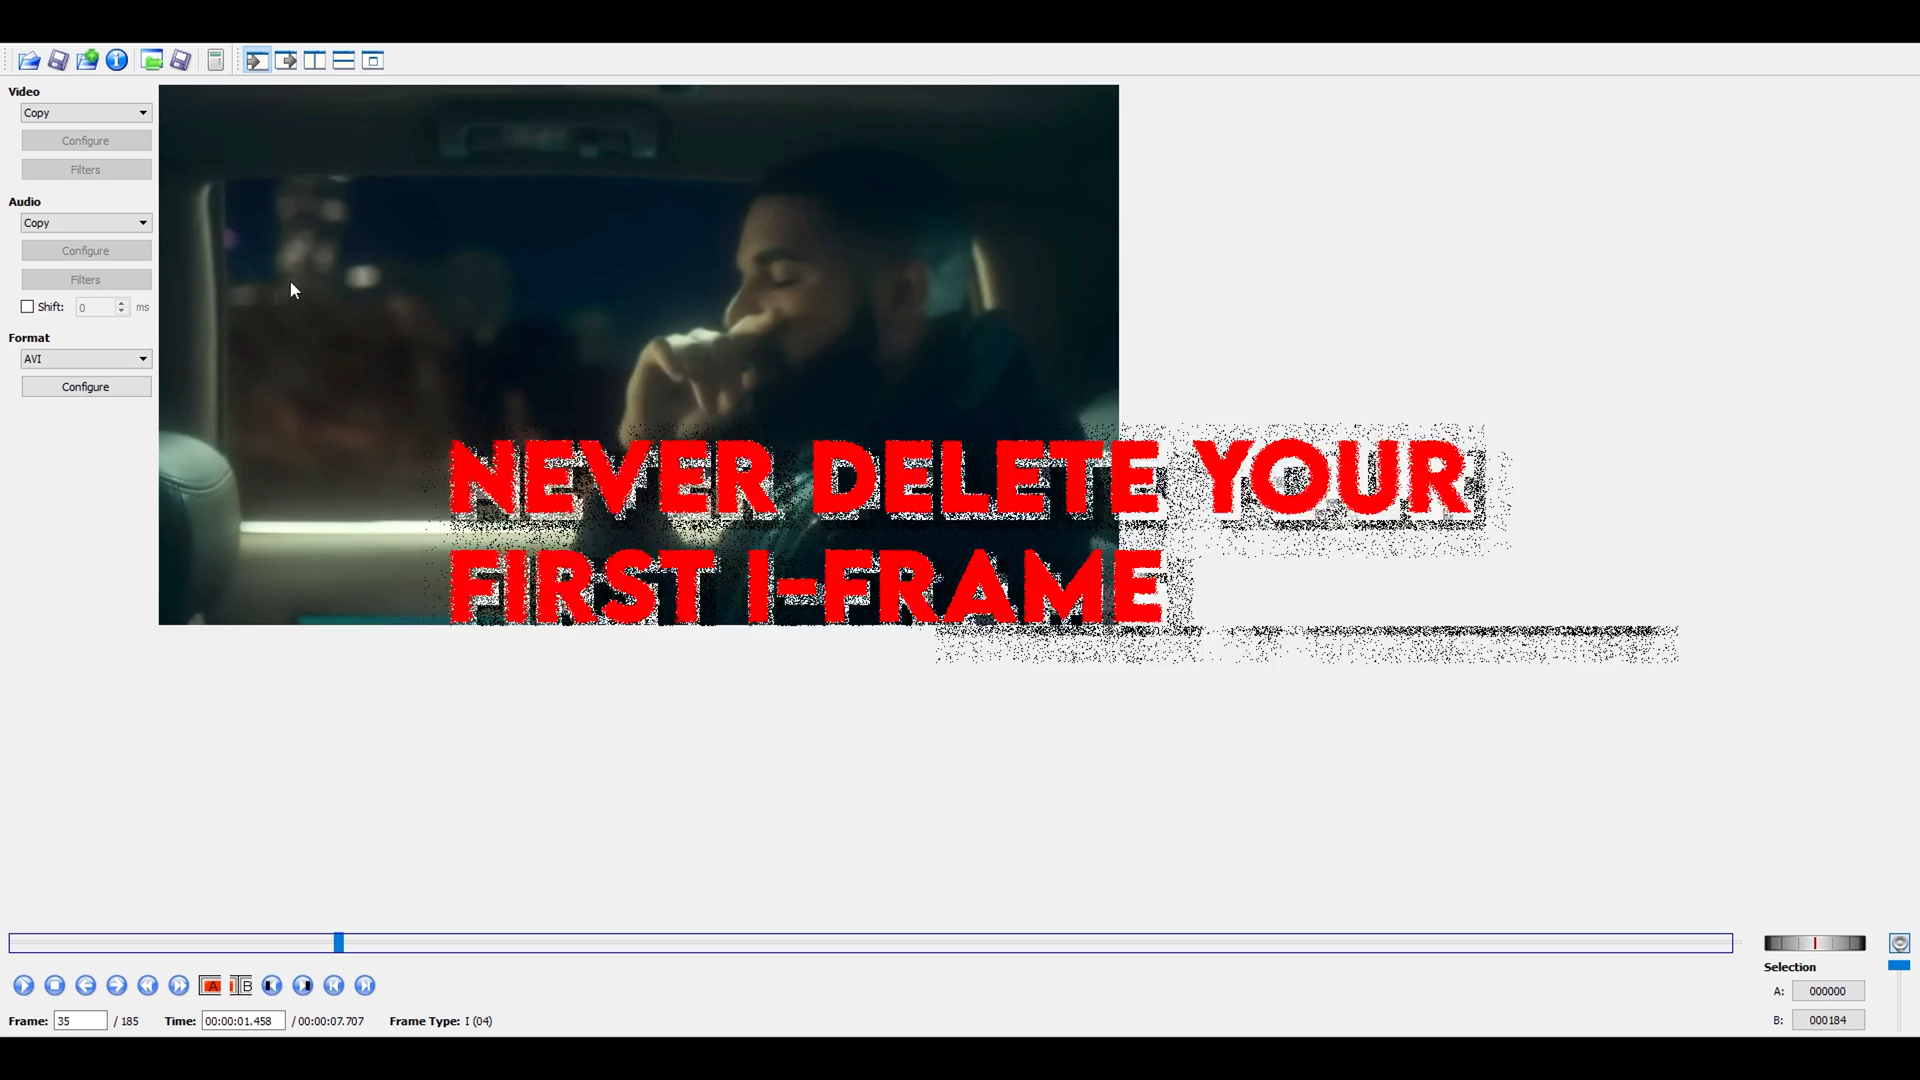 Video
Copy
Configure
Filters
Audio
Copy
Configure
Filters
Shift: 0 ms
Format
AVI
Configure
NEVER DELETE YOUR
FIRST I-FRAME
A B
Selection
A: 000000
B: 000184
Frame: 35 / 185 Time: 00:00:01.458 / 00:00:07.707 Frame Type: I (04)